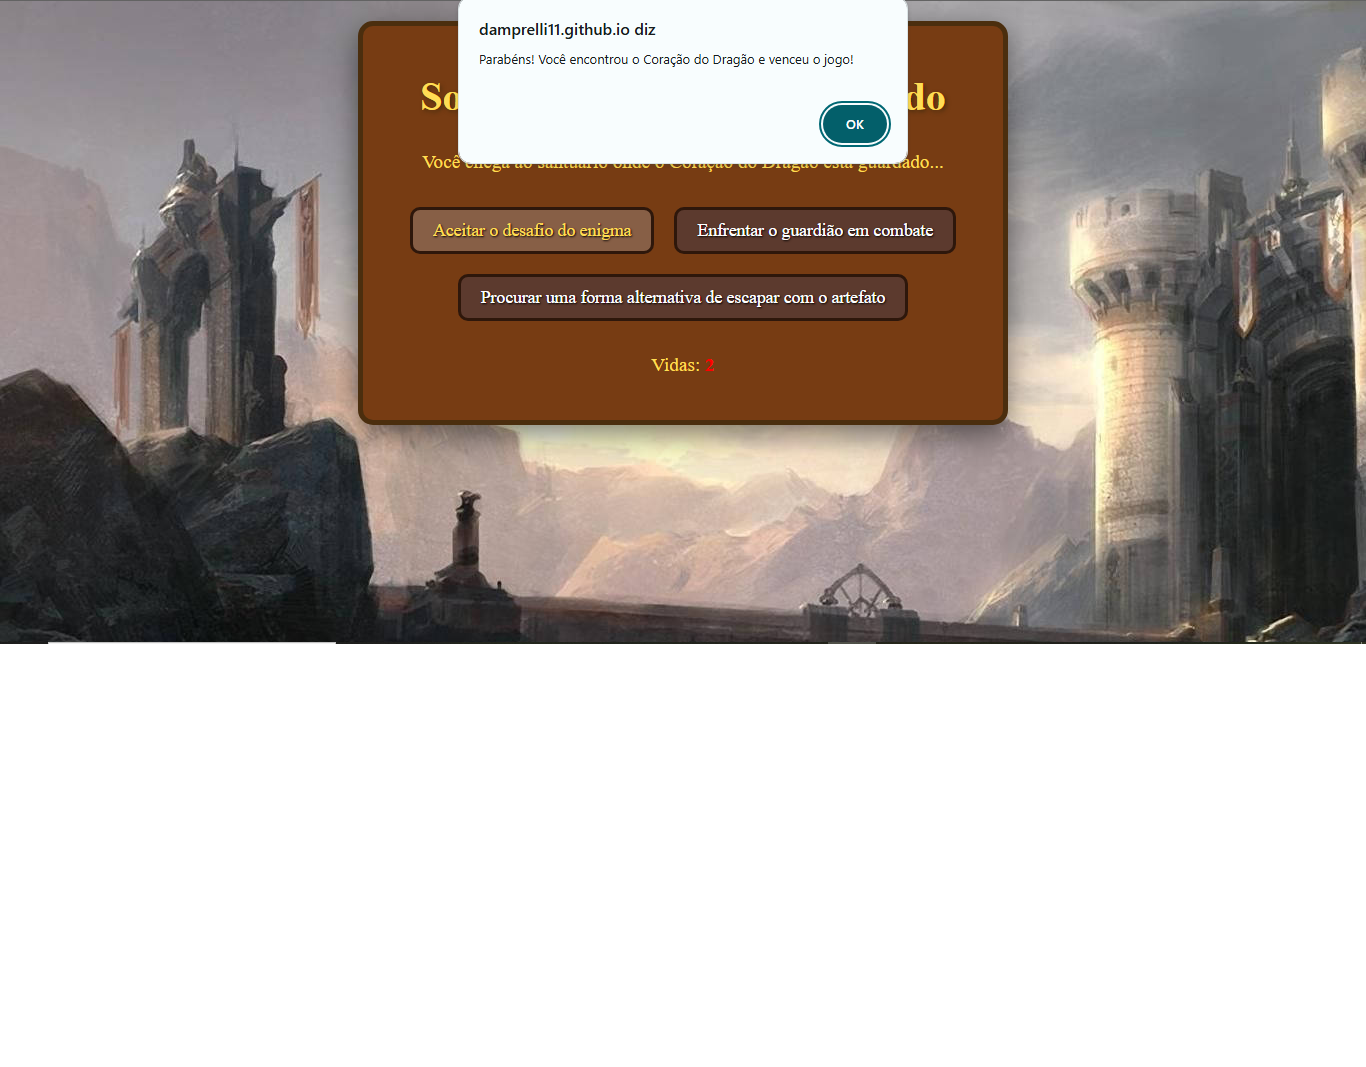 damprelli11.github.io diz
Parabéns! Você encontrou o Coração do Dragão e venceu o jogo!
OK
So do
Você chega ao santuário onde o Coração do Dragão está guardado...
Aceitar o desafio do enigma
Enfrentar o guardião em combate
Procurar uma forma alternativa de escapar com o artefato
Vidas: 2